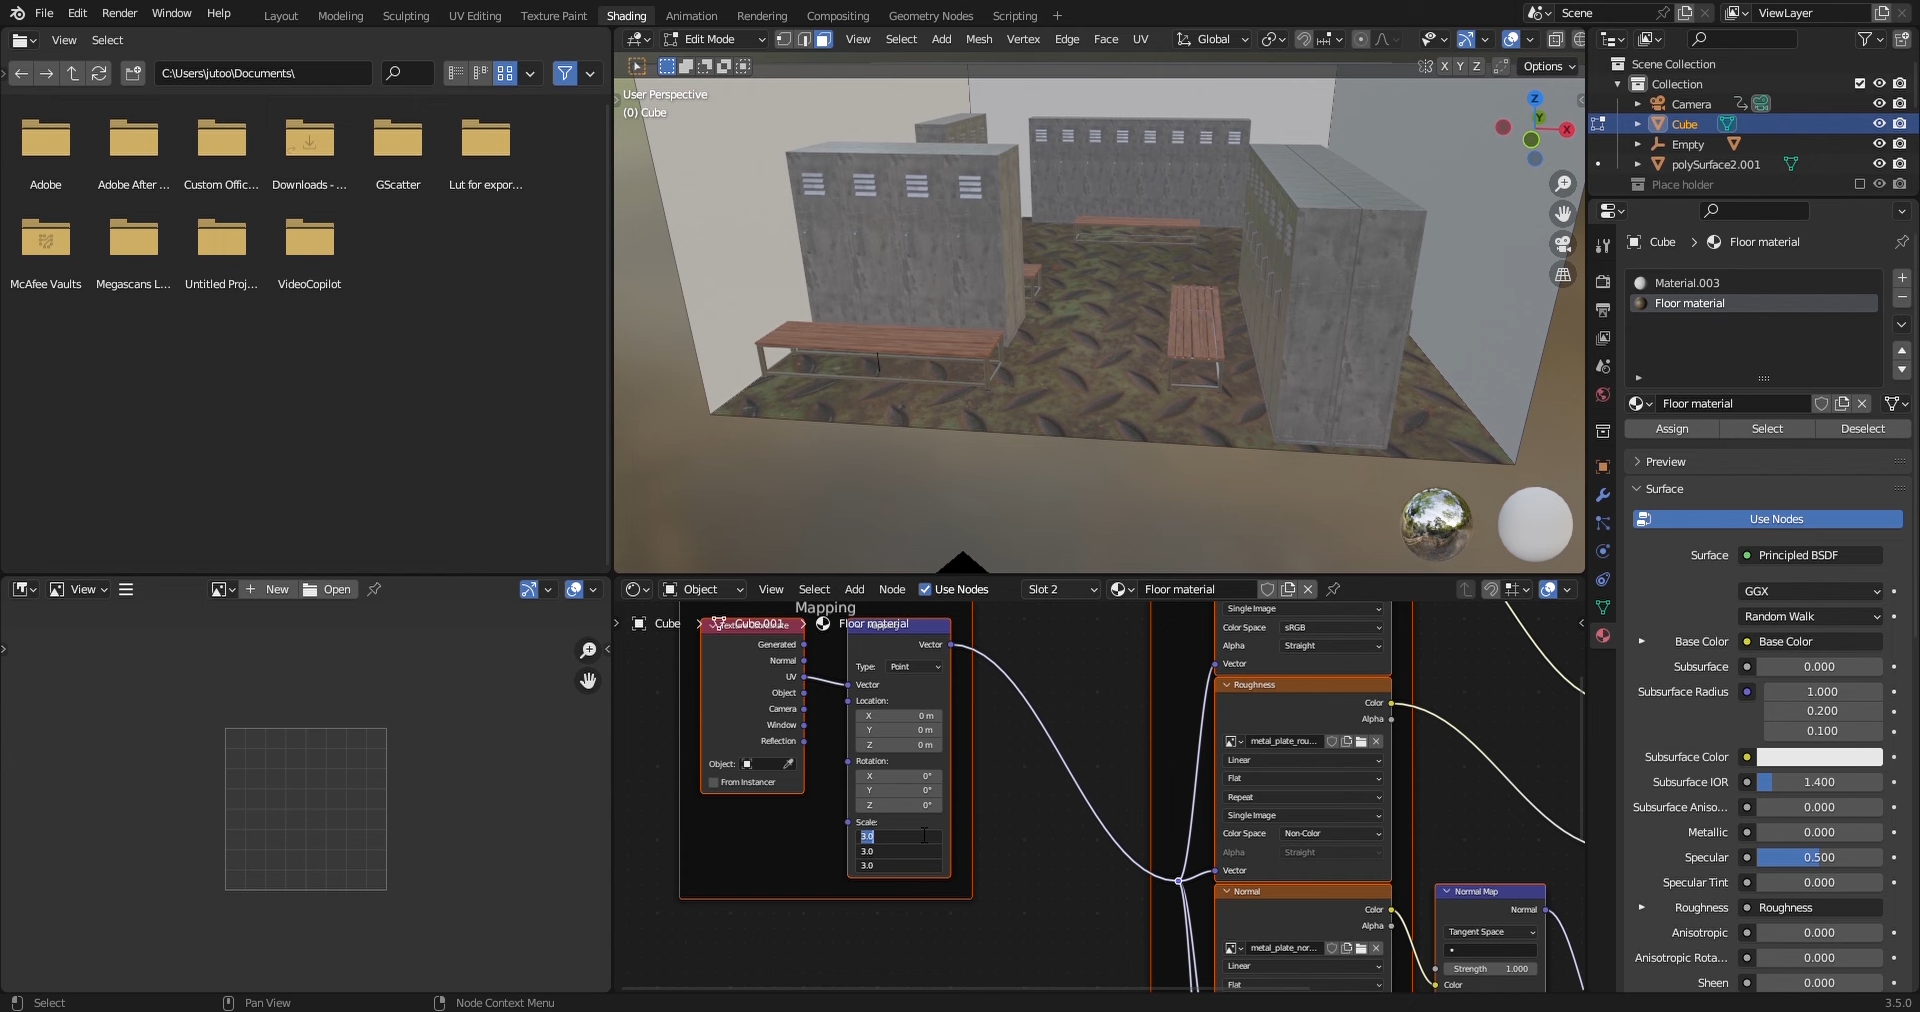 File Edit Render Window Help Layout Modeling Sculpting UV Editing Texture Paint Shading Animation Rendering Compositing Geometry Nodes Scripting + Scene ViewLayer
View Select
C:\Users\jutoo\Documents\
Adobe Adobe After ... Custom Offic... Downloads - ... GScatter Lut for expor...
McAfee Vaults Megascans L... Untitled Proj... VideoCopilot
Edit Mode View Select Add Mesh Vertex Edge Face UV Global
X Y Z Options
User Perspective
(0) Cube
Z
Y
X
Scene Collection
Collection
Camera
Cube
Empty
polySurface2.001
Place holder
Cube > Floor material
Material.003
Floor material
Floor material
Assign Select Deselect
Preview
Surface
Use Nodes
Surface Principled BSDF
GGX
Random Walk
Base Color Base Color
Subsurface 0.000
Subsurface Radius 1.000
0.200
0.100
Subsurface Color
Subsurface IOR 1.400
Subsurface Aniso... 0.000
Metallic 0.000
Specular 0.500
Specular Tint 0.000
Roughness Roughness
Anisotropic 0.000
Anisotropic Rota... 0.000
Sheen 0.000
View + New Open
Object View Select Add Node Use Nodes Slot 2 Floor material
Mapping
Cube > Cube.001 > Floor material
Generated
Normal
UV
Object
Camera
Window
Reflection
Object:
From Instancer
Vector
Type: Point
Vector
Location:
X 0 m
Y 0 m
Z 0 m
Rotation:
X 0°
Y 0°
Z 0°
Scale:
3.0
3.0
3.0
Single Image
Color Space sRGB
Alpha Straight
Vector
Roughness
Color
Alpha
metal_plate_rou...
Linear
Flat
Repeat
Single Image
Color Space Non-Color
Alpha Straight
Vector
Normal
Color
Alpha
metal_plate_nor...
Linear
Flat
Normal Map
Normal
Tangent Space
Strength 1.000
Color
Select Pan View Node Context Menu 3.5.0